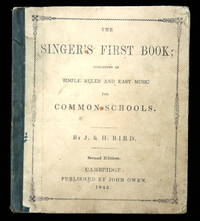 THE
SINGER'S FIRST BOOK;
CONSISTING OF
SIMPLE RULES AND EASY MUSIC
FOR
COMMON SCHOOLS.
By J. & H. BIRD.
Second Edition.
CAMBRIDGE:
PUBLISHED BY JOHN OWEN.